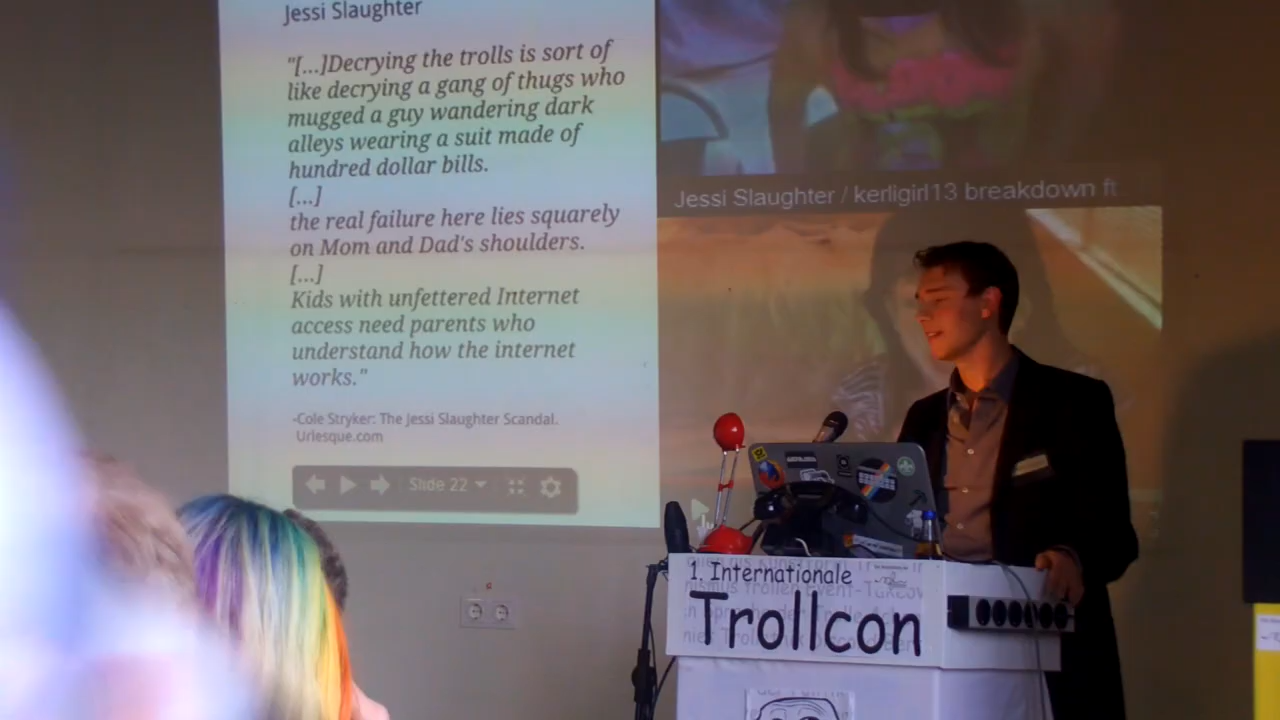 Jessi Slaughter
"[...]Decrying the trolls is sort of
like decrying a gang of thugs who
mugged a guy wandering dark
alleys wearing a suit made of
hundred dollar bills.
[...]
the real failure here lies squarely
on Mom and Dad's shoulders.
[...]
Kids with unfettered Internet
access need parents who
understand how the internet
works."
-Cole Stryker: The Jessi Slaughter Scandal.
Urlesque.com
Slide 22
Jessi Slaughter / kerligirl13 breakdown ft
1. Internationale
Trollcon